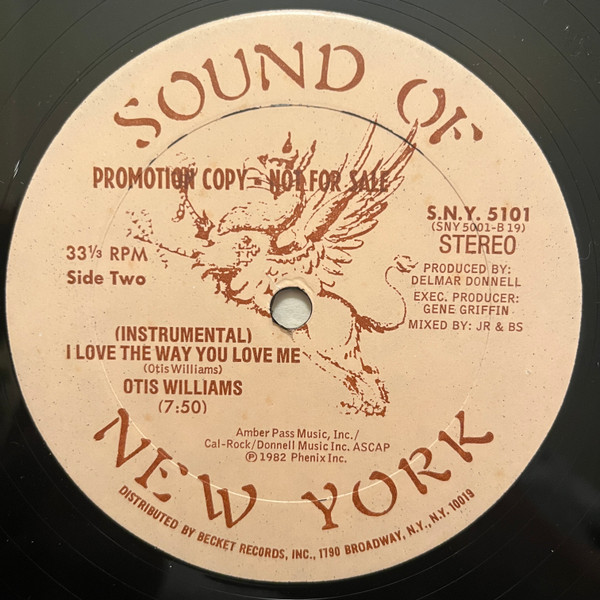 SOUND OF
PROMOTION COPY - NOT FOR SALE
S.N.Y. 5101
(SNY 5001-B 19)
STEREO
33⅓ RPM
Side Two
PRODUCED BY:
DELMAR DONNELL
EXEC. PRODUCER:
GENE GRIFFIN
MIXED BY: JR & BS
(INSTRUMENTAL)
I LOVE THE WAY YOU LOVE ME
(Otis Williams)
OTIS WILLIAMS
(7:50)
Amber Pass Music, Inc./
Cal-Rock/Donnell Music Inc. ASCAP
℗ 1982 Phenix Inc.
NEW YORK
DISTRIBUTED BY BECKET RECORDS, INC., 1790 BROADWAY, N.Y., N.Y. 10019